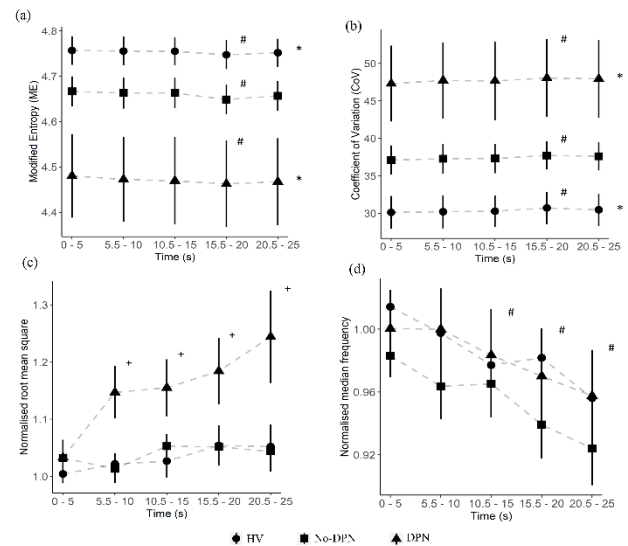 (a)
4.8
4.7
4.6
4.5
4.4
Modified Entropy (ME)
#
#
#
*
*
0 - 5
5.5 - 10
10.5 - 15
15.5 - 20
20.5 - 25
Time (s)
(b)
50
45
40
35
30
Coefficient of Variation (CoV)
#
#
#
*
*
0 - 5
5.5 - 10
10.5 - 15
15.5 - 20
20.5 - 25
Time (s)
(c)
1.3
1.2
1.1
1.0
Normalised root mean square
+
+
+
+
0 - 5
5.5 - 10
10.5 - 15
15.5 - 20
20.5 - 25
Time (s)
(d)
1.00
0.96
0.92
Normalised median frequency
#
#
#
0 - 5
5.5 - 10
10.5 - 15
15.5 - 20
20.5 - 25
Time (s)
HV No-DPN DPN